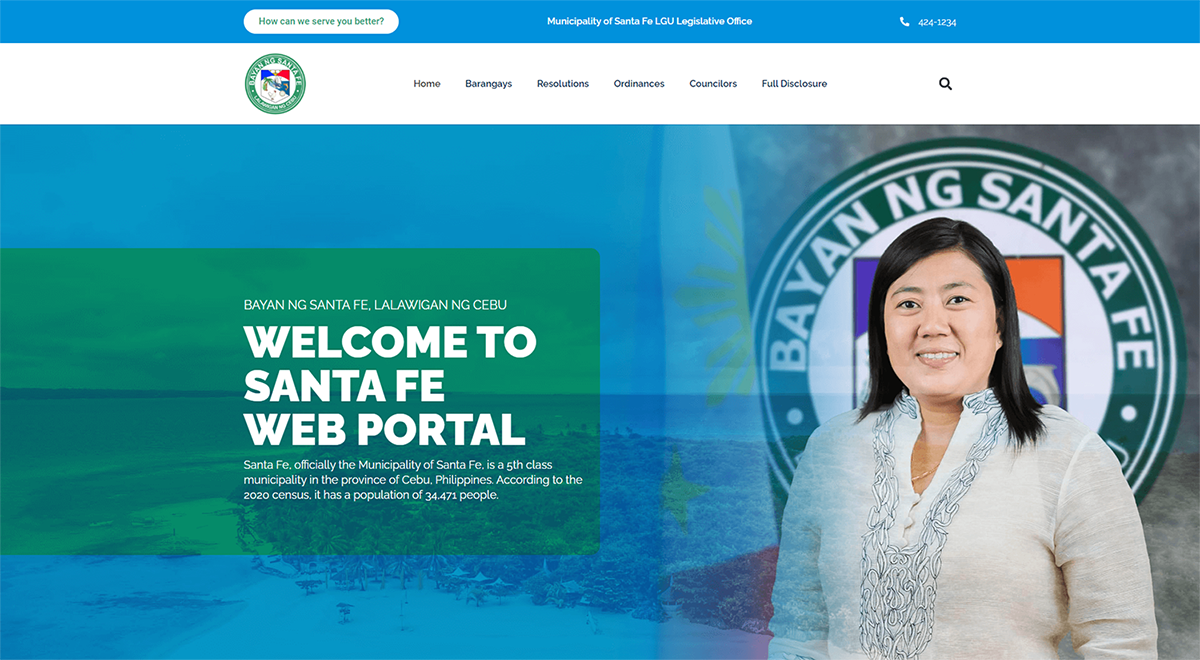 How can we serve you better?
Municipality of Santa Fe LGU Legislative Office
424-1234
BAYAN NG SANTA FE
LALAWIGAN NG CEBU
Home
Barangays
Resolutions
Ordinances
Councilors
Full Disclosure
BAYAN NG SANTA FE
BAYAN NG SANTA FE, LALAWIGAN NG CEBU
WELCOME TO
SANTA FE
WEB PORTAL
Santa Fe, officially the Municipality of Santa Fe, is a 5th class
municipality in the province of Cebu, Philippines. According to the
2020 census, it has a population of 34,471 people.